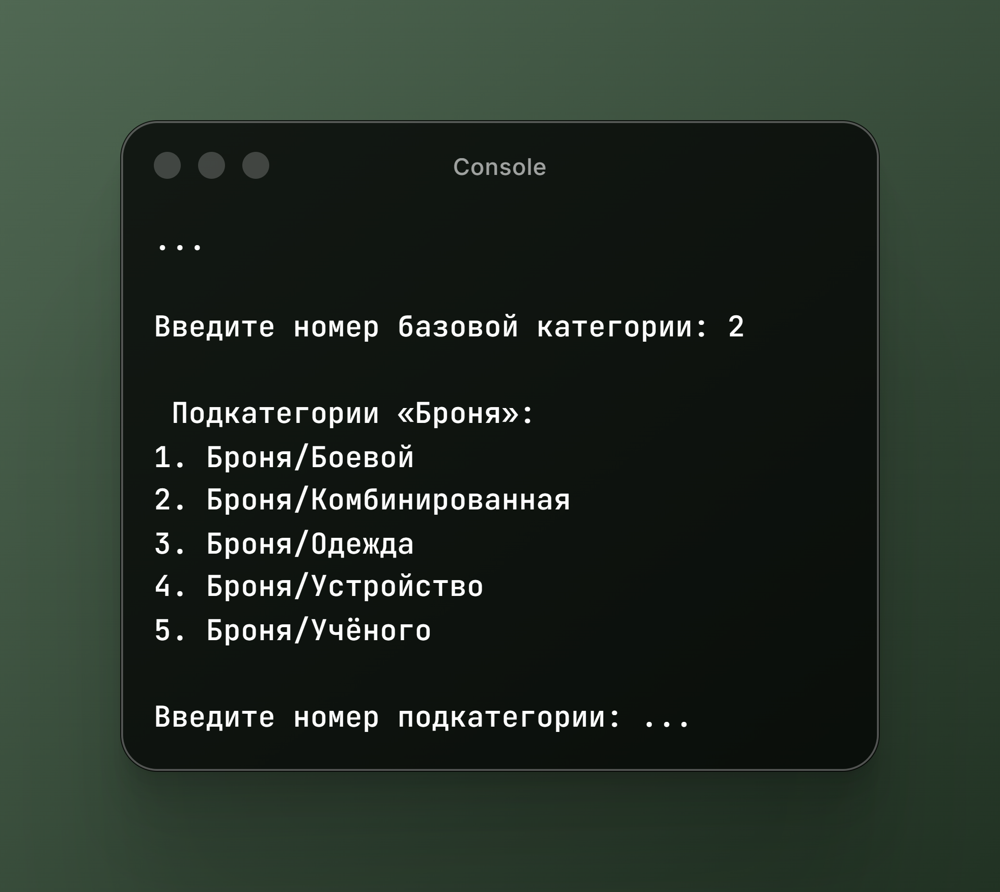 Console
...
Введите номер базовой категории: 2
Подкатегории «Броня»:
1. Броня/Боевой
2. Броня/Комбинированная
3. Броня/Одежда
4. Броня/Устройство
5. Броня/Учёного
Введите номер подкатегории: ...